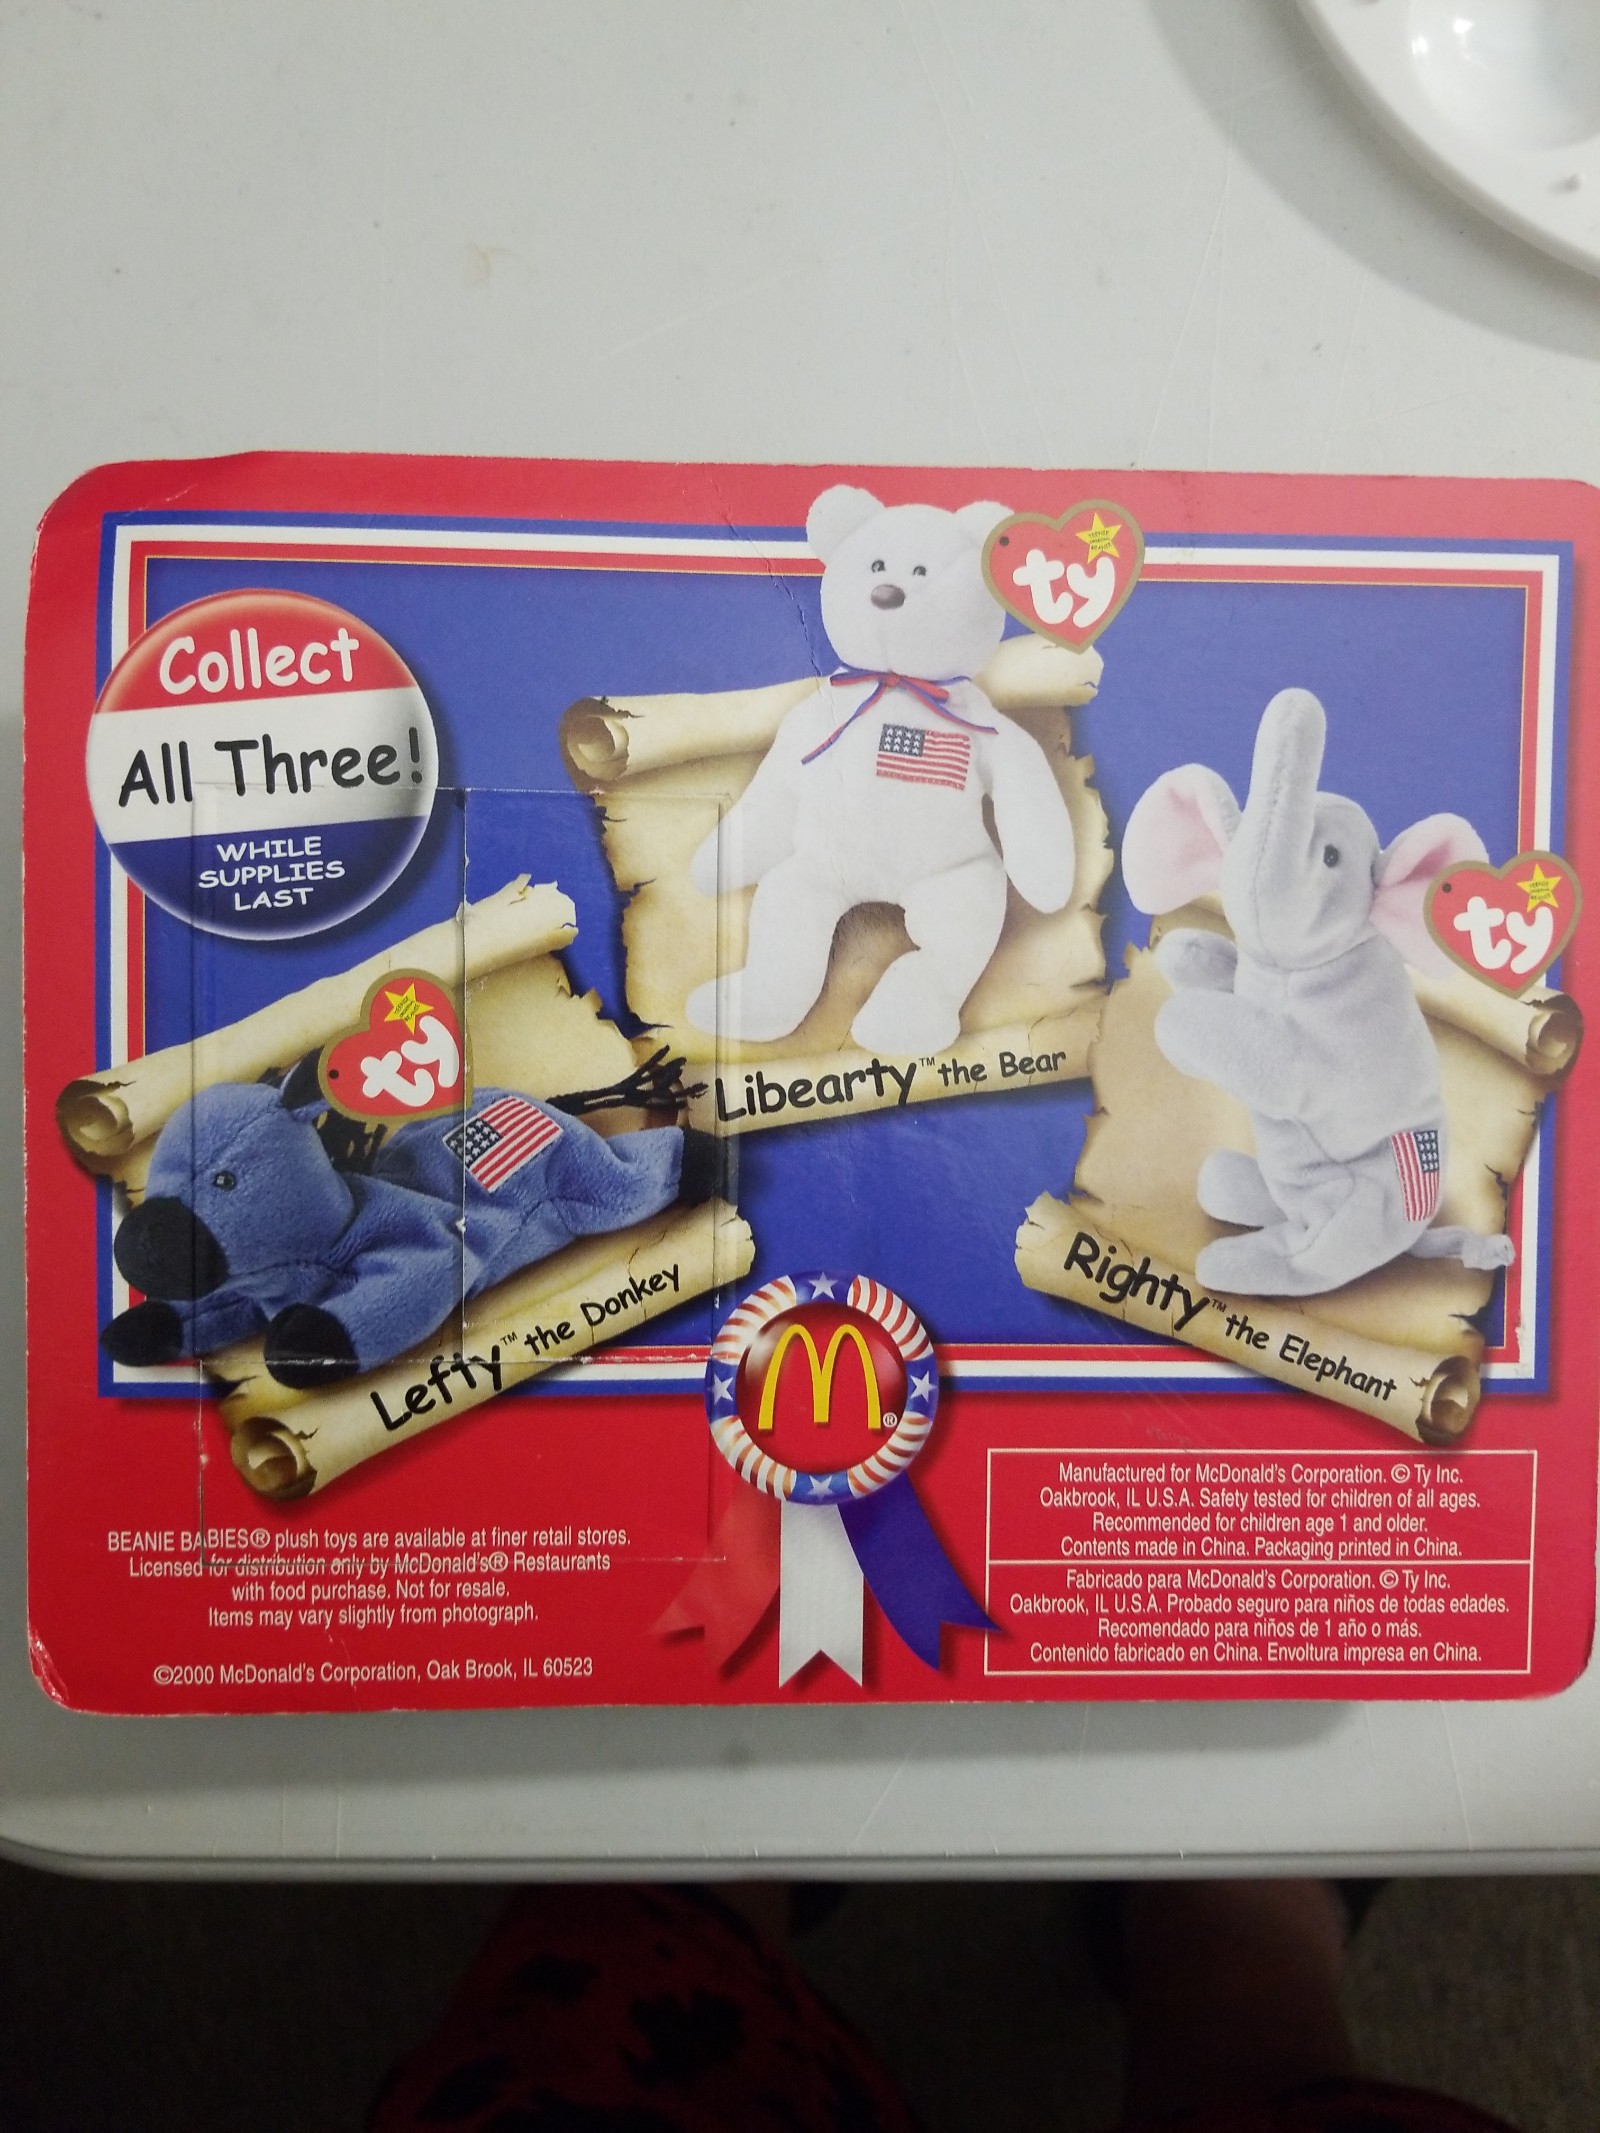 Collect
All Three!
WHILE
SUPPLIES
LAST
ty
Libearty™ the Bear
ty
Righty™ the Elephant
ty
Lefty™ the Donkey
M®
BEANIE BABIES® plush toys are available at finer retail stores.
Licensed for distribution only by McDonald's® Restaurants
with food purchase. Not for resale.
Items may vary slightly from photograph.
©2000 McDonald's Corporation, Oak Brook, IL 60523
Manufactured for McDonald's Corporation. © Ty Inc.
Oakbrook, IL U.S.A. Safety tested for children of all ages.
Recommended for children age 1 and older.
Contents made in China. Packaging printed in China.
Fabricado para McDonald's Corporation. © Ty Inc.
Oakbrook, IL U.S.A. Probado seguro para niños de todas edades.
Recomendado para niños de 1 año o más.
Contenido fabricado en China. Envoltura impresa en China.